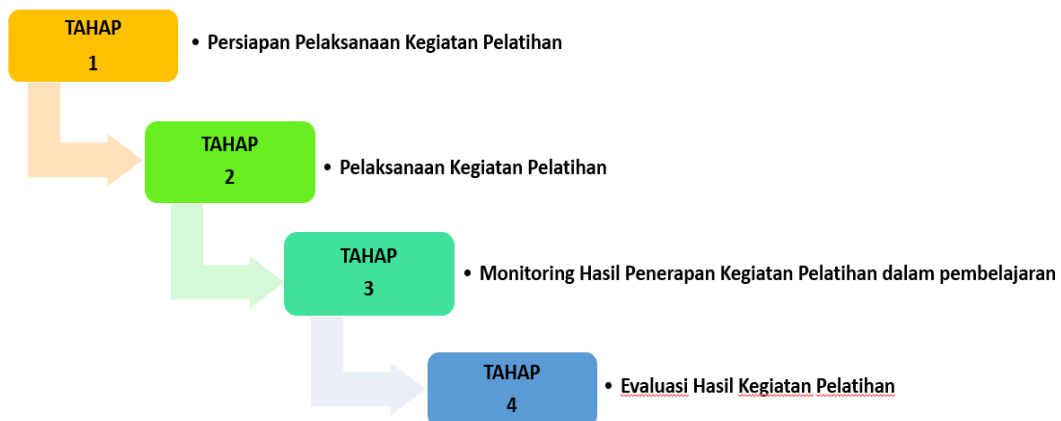 TAHAP
1
• Persiapan Pelaksanaan Kegiatan Pelatihan
TAHAP
2
• Pelaksanaan Kegiatan Pelatihan
TAHAP
3
• Monitoring Hasil Penerapan Kegiatan Pelatihan dalam pembelajaran
TAHAP
4
• Evaluasi Hasil Kegiatan Pelatihan